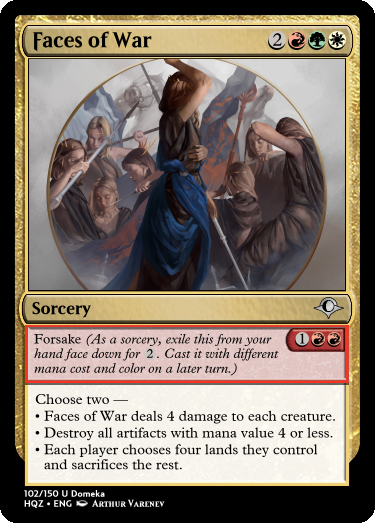 Faces of War 2
Sorcery
Forsake (As a sorcery, exile this from your 1
hand face down for 2. Cast it with different
mana cost and color on a later turn.)
Choose two —
• Faces of War deals 4 damage to each creature.
• Destroy all artifacts with mana value 4 or less.
• Each player chooses four lands they control
and sacrifices the rest.
102/150 U Domeka
HQZ • ENG Arthur Varenev